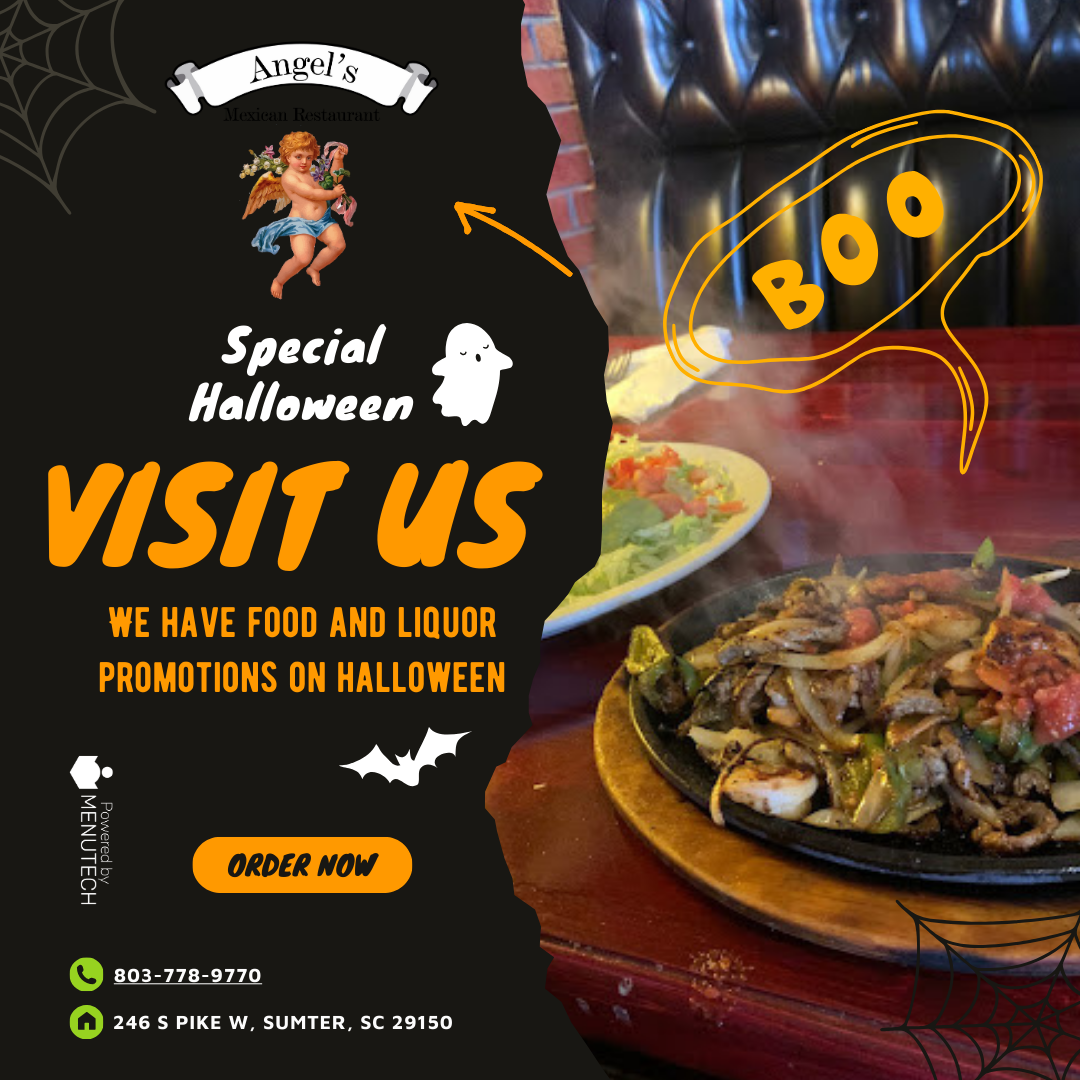 Angel's
Mexican Restaurant
BOO
Special
Halloween
VISIT US
WE HAVE FOOD AND LIQUOR
PROMOTIONS ON HALLOWEEN
Powered by
MENUTECH
ORDER NOW
803-778-9770
246 S PIKE W, SUMTER, SC 29150